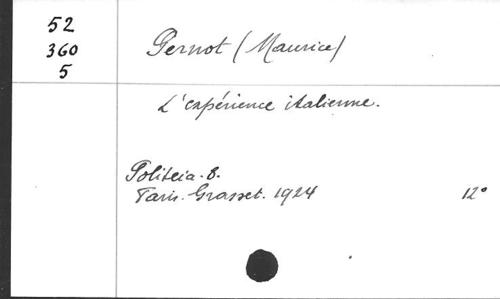 52
360
5
Pernot (Maurice)
L'expérience italienne.
Politeia. 8.
Paris. Grasset. 1924 12°